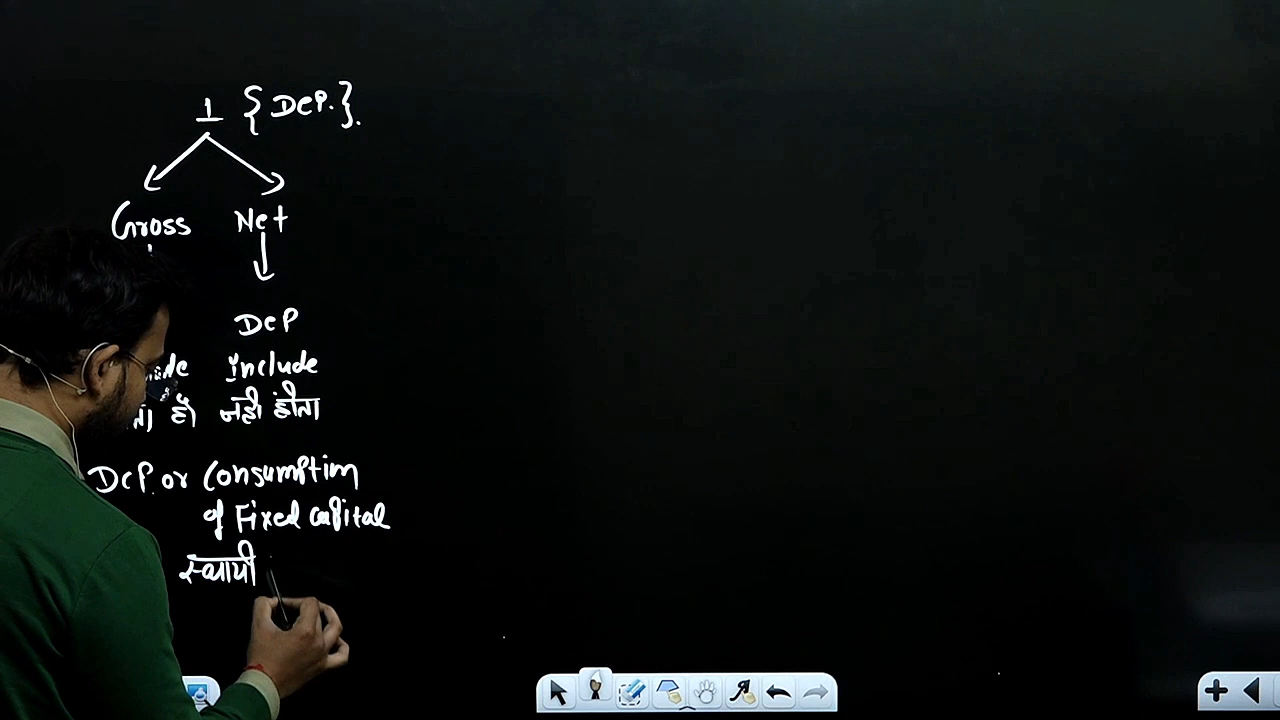 1 {Dep.}.
Gross Net
Dep
include
हो नही होता
Dep. or Consumption
of Fixed capital
स्थायी